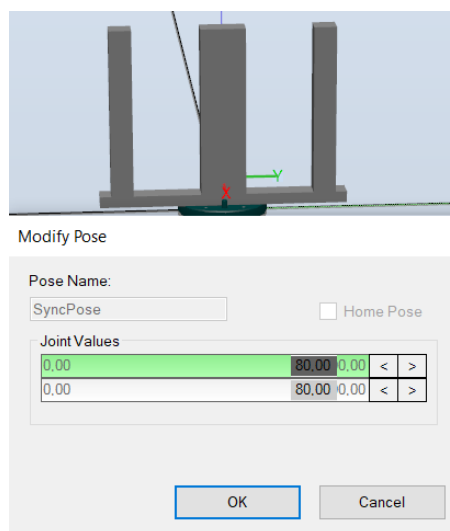 X
Y
Modify Pose
Pose Name:
SyncPose
Home Pose
Joint Values
0,00 80,00 0,00 < >
0,00 80,00 0,00 < >
OK Cancel